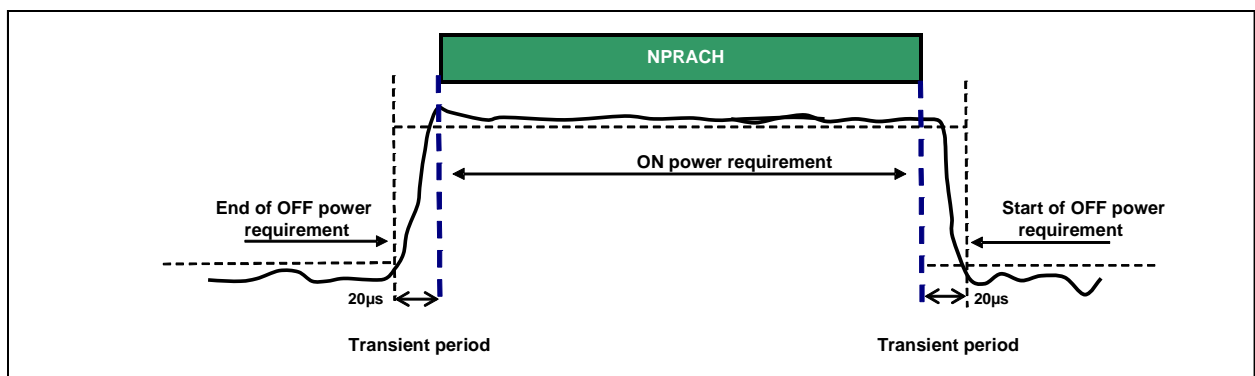 NPRACH
ON power requirement
End of OFF power
requirement
Start of OFF power
requirement
20µs
20µs
Transient period
Transient period